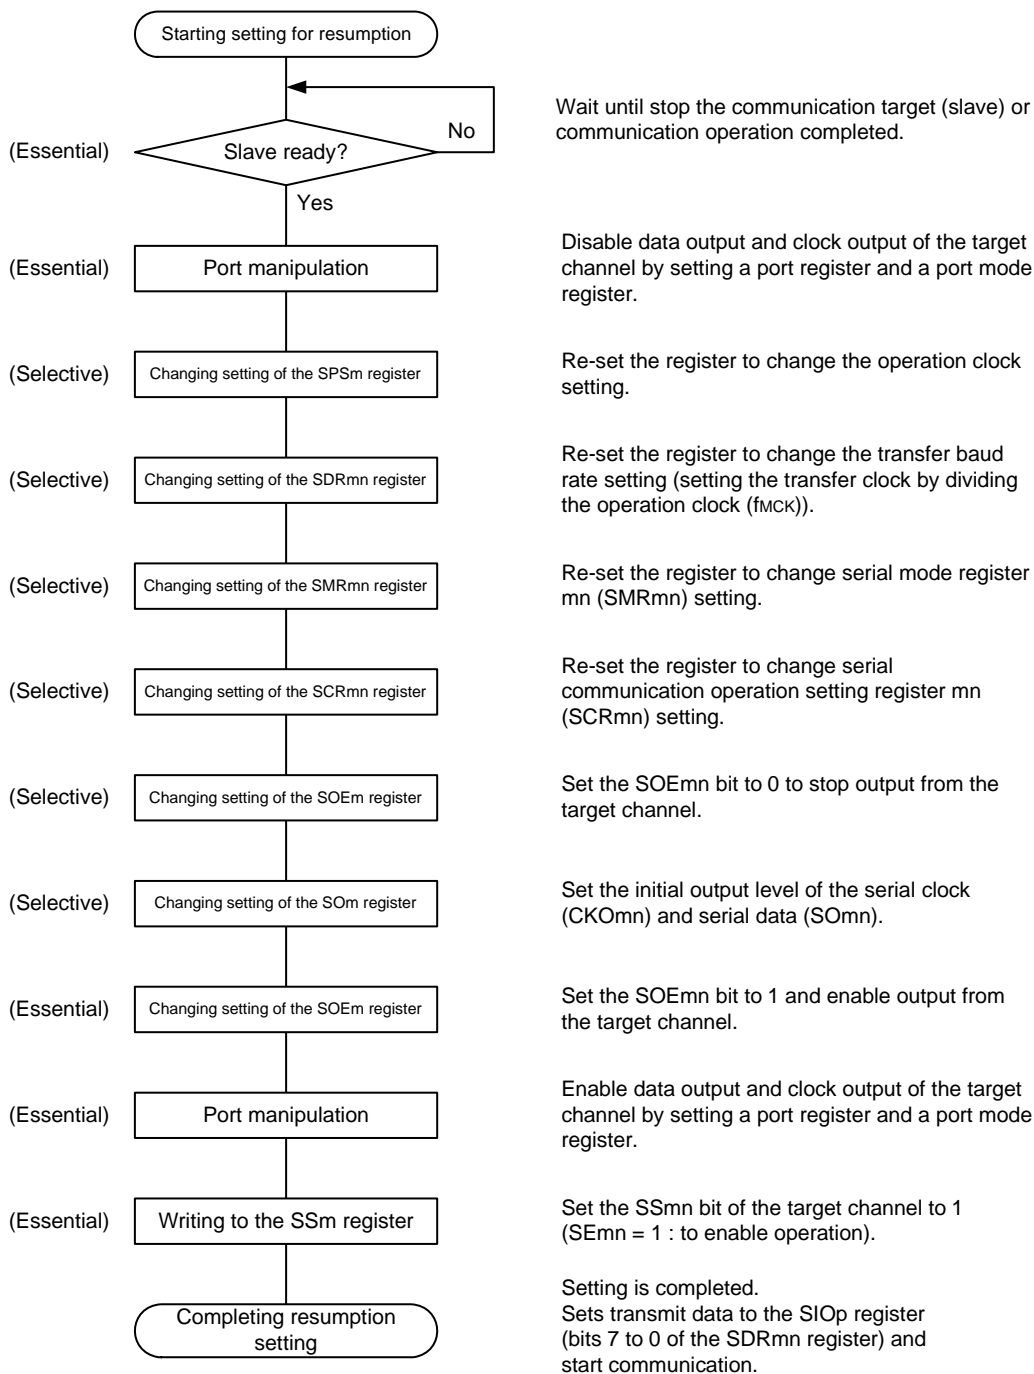 Starting setting for resumption
Wait until stop the communication target (slave) or
communication operation completed.
No
(Essential)
Slave ready?
Yes
(Essential)
Port manipulation
Disable data output and clock output of the target
channel by setting a port register and a port mode
register.
(Selective)
Changing setting of the SPSm register
Re-set the register to change the operation clock
setting.
(Selective)
Changing setting of the SDRmn register
Re-set the register to change the transfer baud
rate setting (setting the transfer clock by dividing
the operation clock (fMCK)).
(Selective)
Changing setting of the SMRmn register
Re-set the register to change serial mode register
mn (SMRmn) setting.
(Selective)
Changing setting of the SCRmn register
Re-set the register to change serial
communication operation setting register mn
(SCRmn) setting.
(Selective)
Changing setting of the SOEm register
Set the SOEmn bit to 0 to stop output from the
target channel.
(Selective)
Changing setting of the SOm register
Set the initial output level of the serial clock
(CKOmn) and serial data (SOmn).
(Essential)
Changing setting of the SOEm register
Set the SOEmn bit to 1 and enable output from
the target channel.
(Essential)
Port manipulation
Enable data output and clock output of the target
channel by setting a port register and a port mode
register.
(Essential)
Writing to the SSm register
Set the SSmn bit of the target channel to 1
(SEmn = 1 : to enable operation).
Completing resumption
setting
Setting is completed.
Sets transmit data to the SIOp register
(bits 7 to 0 of the SDRmn register) and
start communication.